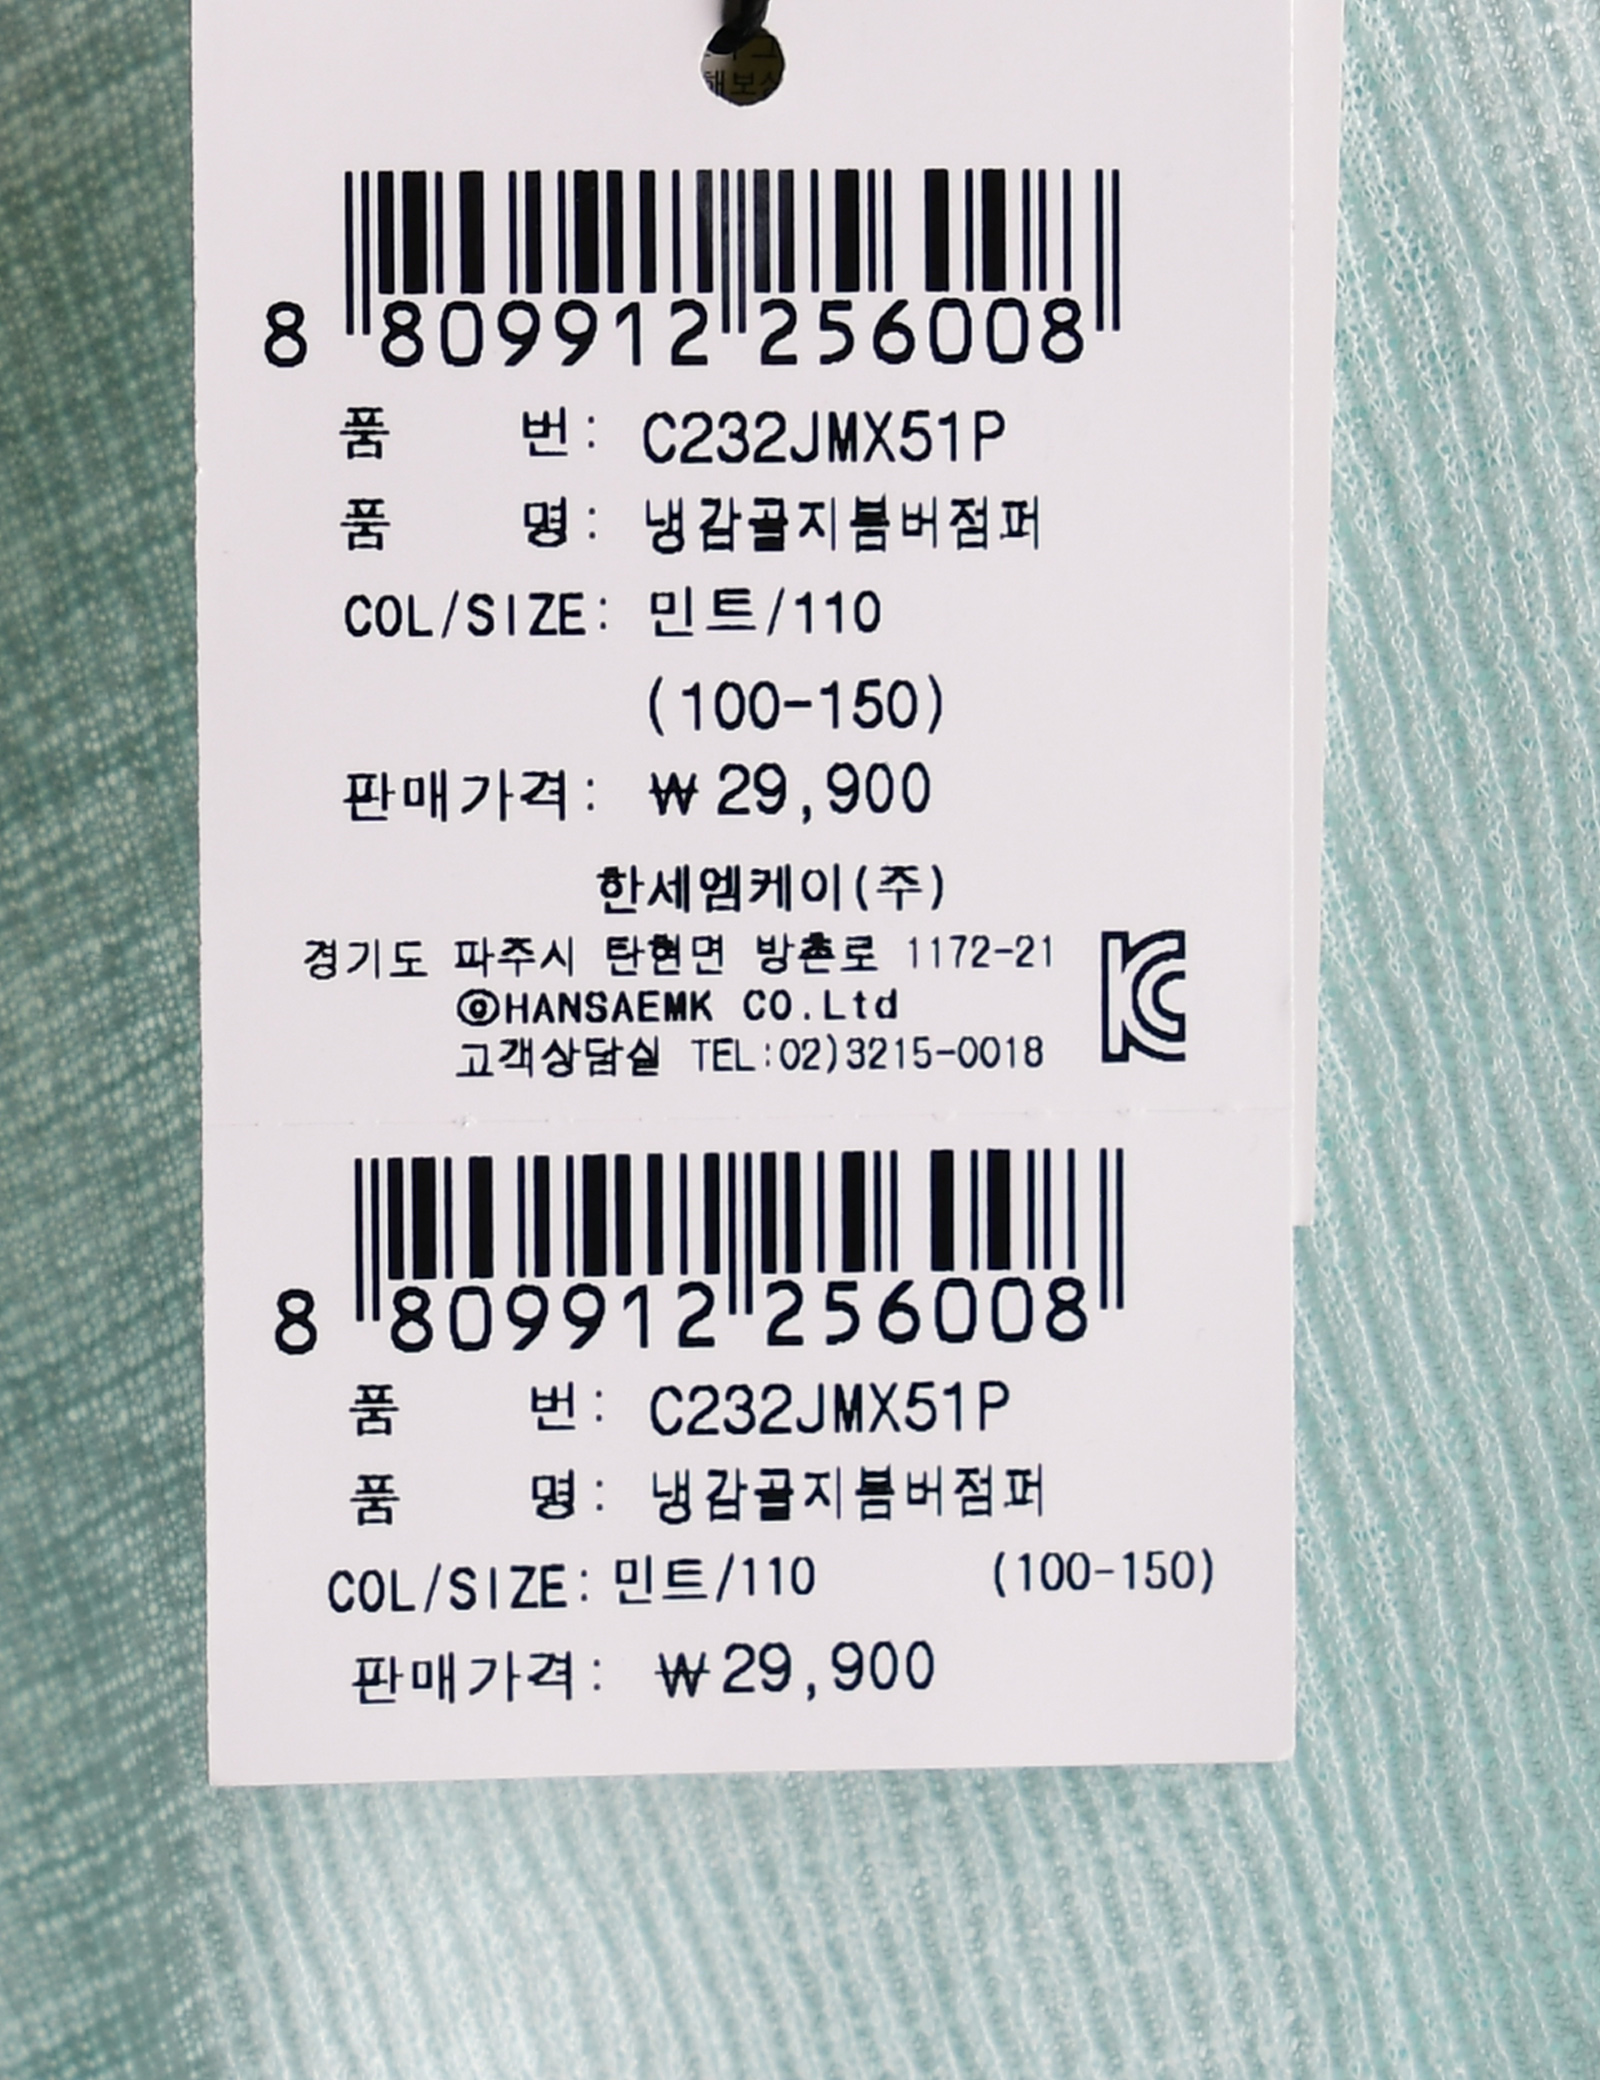 해보상
8 809912 256008
품 번: C232JMX51P
품 명: 냉감골지봄버점퍼
COL/SIZE: 민트/110
(100-150)
판매가격: ₩29,900
한세엠케이(주)
경기도 파주시 탄현면 방촌로 1172-21
ⓒHANSAEMK CO.Ltd
고객상담실 TEL:02)3215-0018
8 809912 256008
품 번: C232JMX51P
품 명: 냉감골지봄버점퍼
COL/SIZE: 민트/110 (100-150)
판매가격: ₩29,900